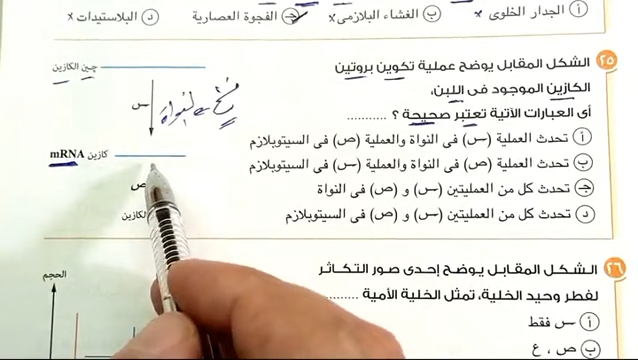 أ الجدار الخلوى x
ب الغشاء البلازمى x
ج الفجوة العصارية
د البلاستيدات x
٢٥ الشكل المقابل يوضح عملية تكوين بروتين
الكازين الموجود فى اللبن،
أى العبارات الآتية تعتبر صحيحة ؟ ............
أ تحدث العملية (س) فى النواة والعملية (ص) فى السيتوبلازم
ب تحدث العملية (ص) فى النواة والعملية (س) فى السيتوبلازم
ج تحدث كل من العمليتين (س) و (ص) فى النواة
د تحدث كل من العمليتين (س) و (ص) فى السيتوبلازم
چين الكازين
س
كازين mRNA
ص
الكازين
٢٦ الشكل المقابل يوضح إحدى صور التكاثر
لفطر وحيد الخلية، تمثل الخلية الأمية ............
أ س فقط
ب ص ، ع
الحجم